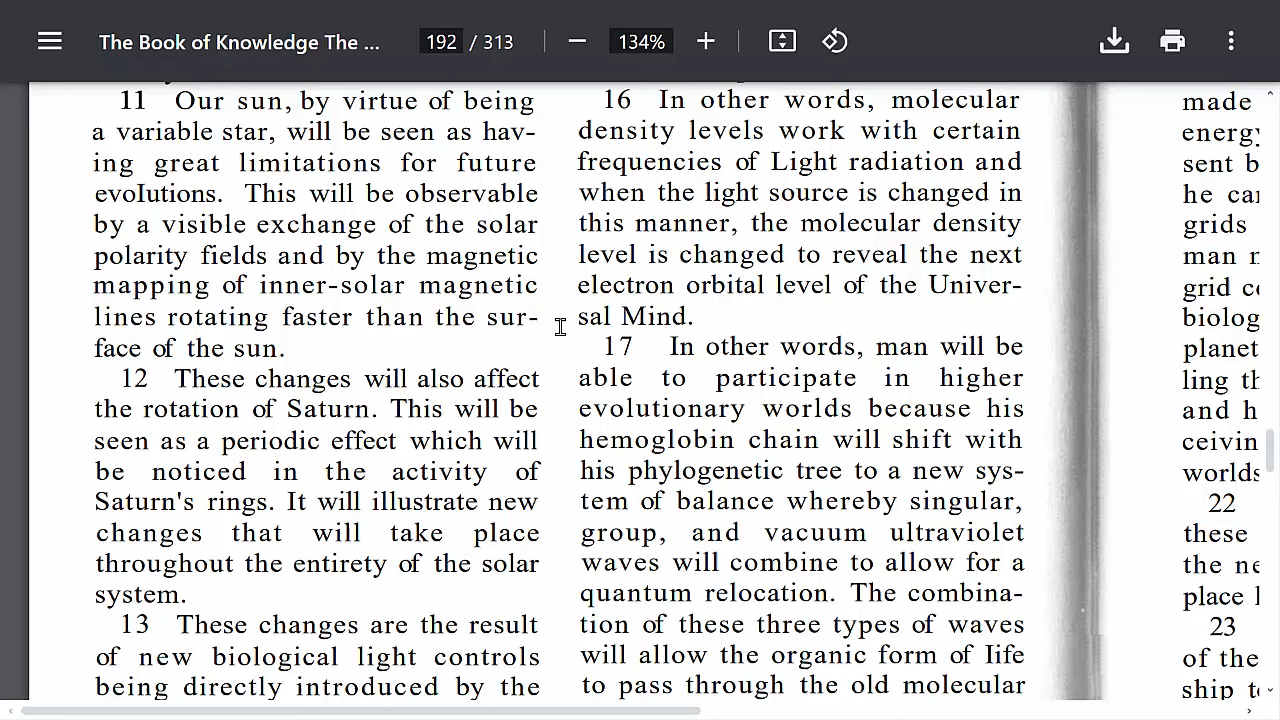 The Book of Knowledge The ...
192 / 313
134%
11 Our sun, by virtue of being
a variable star, will be seen as hav-
ing great limitations for future
evoIutions. This will be observable
by a visible exchange of the solar
polarity fields and by the magnetic
mapping of inner-solar magnetic
lines rotating faster than the sur-
face of the sun.
12 These changes will also affect
the rotation of Saturn. This will be
seen as a periodic effect which will
be noticed in the activity of
Saturn's rings. It will illustrate new
changes that will take place
throughout the entirety of the solar
system.
13 These changes are the result
of new biological light controls
being directly introduced by the
16 In other words, molecular
density levels work with certain
frequencies of Light radiation and
when the light source is changed in
this manner, the molecular density
level is changed to reveal the next
electron orbital level of the Univer-
sal Mind.
17 In other words, man will be
able to participate in higher
evolutionary worlds because his
hemoglobin chain will shift with
his phylogenetic tree to a new sys-
tem of balance whereby singular,
group, and vacuum ultraviolet
waves will combine to allow for a
quantum relocation. The combina-
tion of these three types of waves
will allow the organic form of Iife
to pass through the old molecular
made
energy
sent b
he
grids
man
grid
biolog
planet
ling
and h
ceivin
worlds
22
these
the
place
23
of the
ship